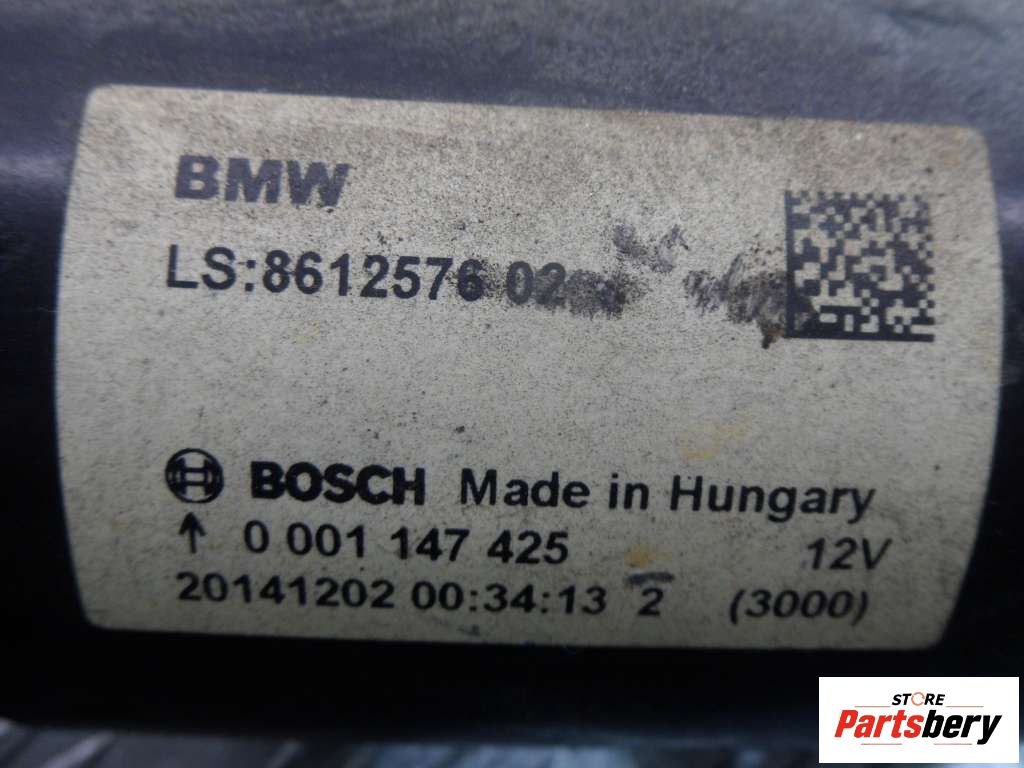 BMW
LS:8612576 02
BOSCH Made in Hungary
0 001 147 425 12V
20141202 00:34:13 2 (3000)
STORE
Partsbery